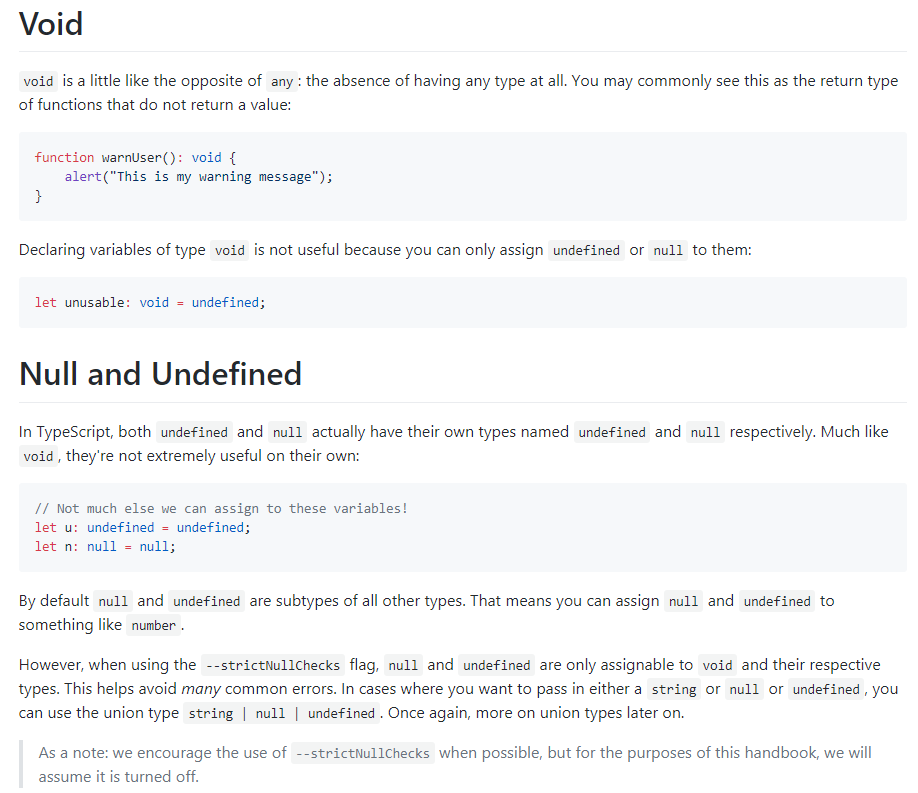 Void
void is a little like the opposite of any: the absence of having any type at all. You may commonly see this as the return type
of functions that do not return a value:
function warnUser(): void {
    alert("This is my warning message");
}
Declaring variables of type void is not useful because you can only assign undefined or null to them:
let unusable: void = undefined;
Null and Undefined
In TypeScript, both undefined and null actually have their own types named undefined and null respectively. Much like
void, they're not extremely useful on their own:
// Not much else we can assign to these variables!
let u: undefined = undefined;
let n: null = null;
By default null and undefined are subtypes of all other types. That means you can assign null and undefined to
something like number.
However, when using the --strictNullChecks flag, null and undefined are only assignable to void and their respective
types. This helps avoid many common errors. In cases where you want to pass in either a string or null or undefined, you
can use the union type string | null | undefined. Once again, more on union types later on.
As a note: we encourage the use of --strictNullChecks when possible, but for the purposes of this handbook, we will
assume it is turned off.